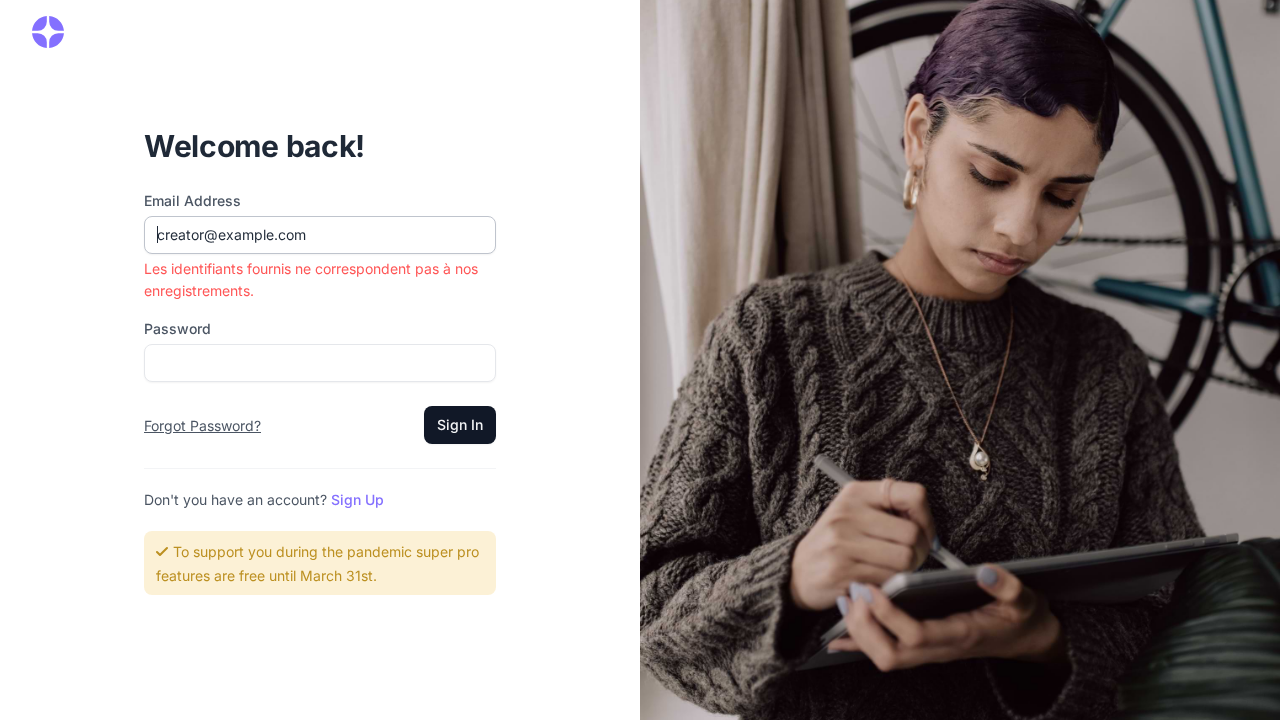 Welcome back!
Email Address
creator@example.com
Les identifiants fournis ne correspondent pas à nos
enregistrements.
Password
Forgot Password?
Sign In
Don't you have an account? Sign Up
To support you during the pandemic super pro
features are free until March 31st.